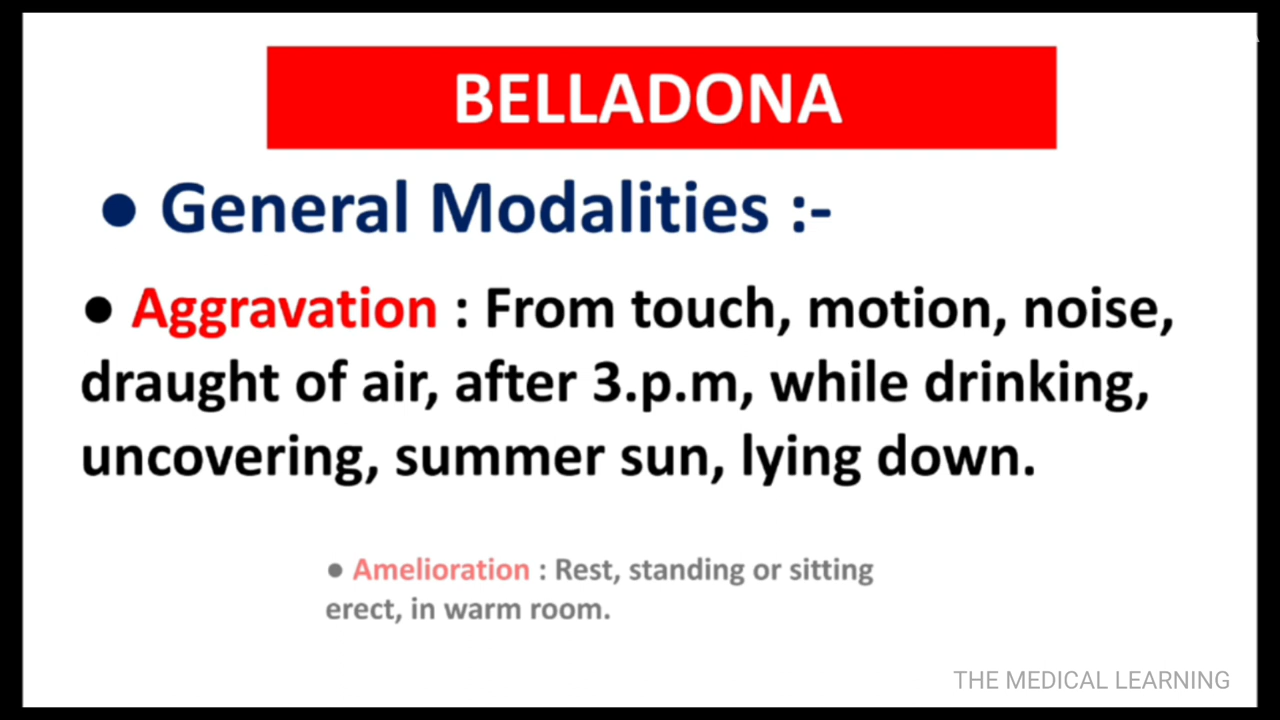 BELLADONA
● General Modalities :-
● Aggravation : From touch, motion, noise,
draught of air, after 3.p.m, while drinking,
uncovering, summer sun, lying down.
● Amelioration : Rest, standing or sitting
erect, in warm room.
THE MEDICAL LEARNING